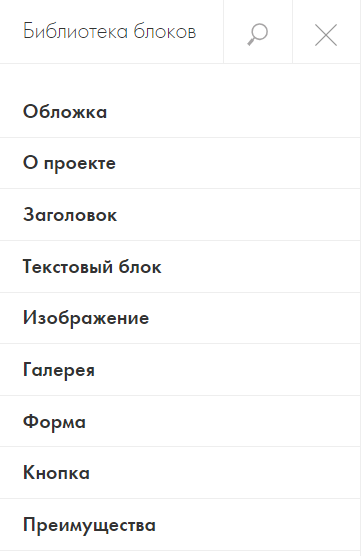 Библиотека блоков
Обложка
О проекте
Заголовок
Текстовый блок
Изображение
Галерея
Форма
Кнопка
Преимущества